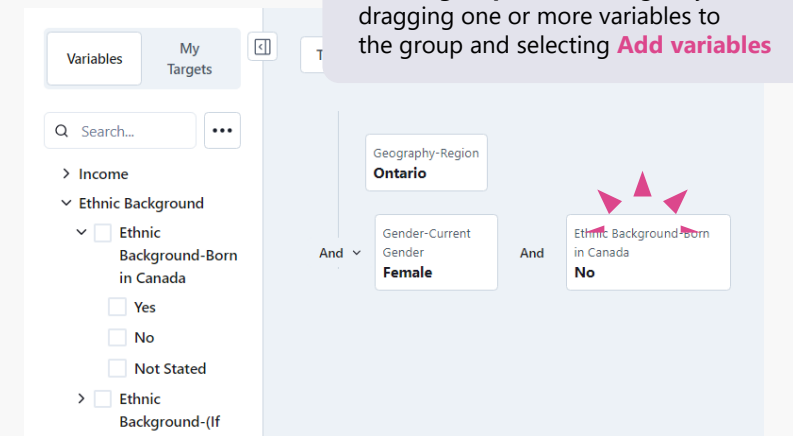 dragging one or more variables to
the group and selecting Add variables
Variables
My
Targets
T
Search...
Income
Ethnic Background
Ethnic
Background-Born
in Canada
Yes
No
Not Stated
Ethnic
Background-(If
Geography-Region
Ontario
And
Gender-Current
Gender
Female
And
Ethnic Background-Born
in Canada
No